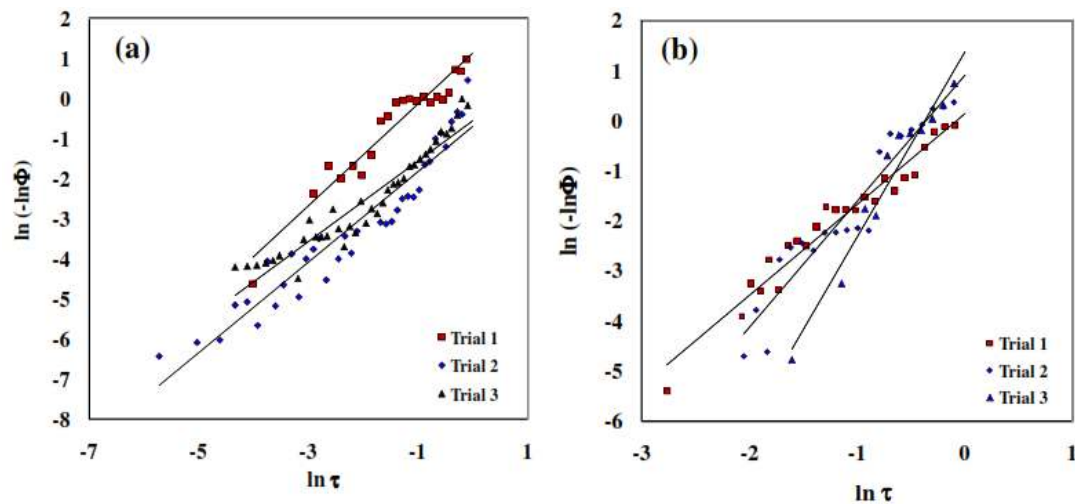 (a)
2
1
0
-1
-2
-3
-4
-5
-6
-7
-8
ln (-lnΦ)
Trial 1
Trial 2
Trial 3
-7 -5 -3 -1 1
ln τ
(b)
2
1
0
-1
-2
-3
-4
-5
-6
ln (-lnΦ)
Trial 1
Trial 2
Trial 3
-3 -2 -1 0 1
ln τ